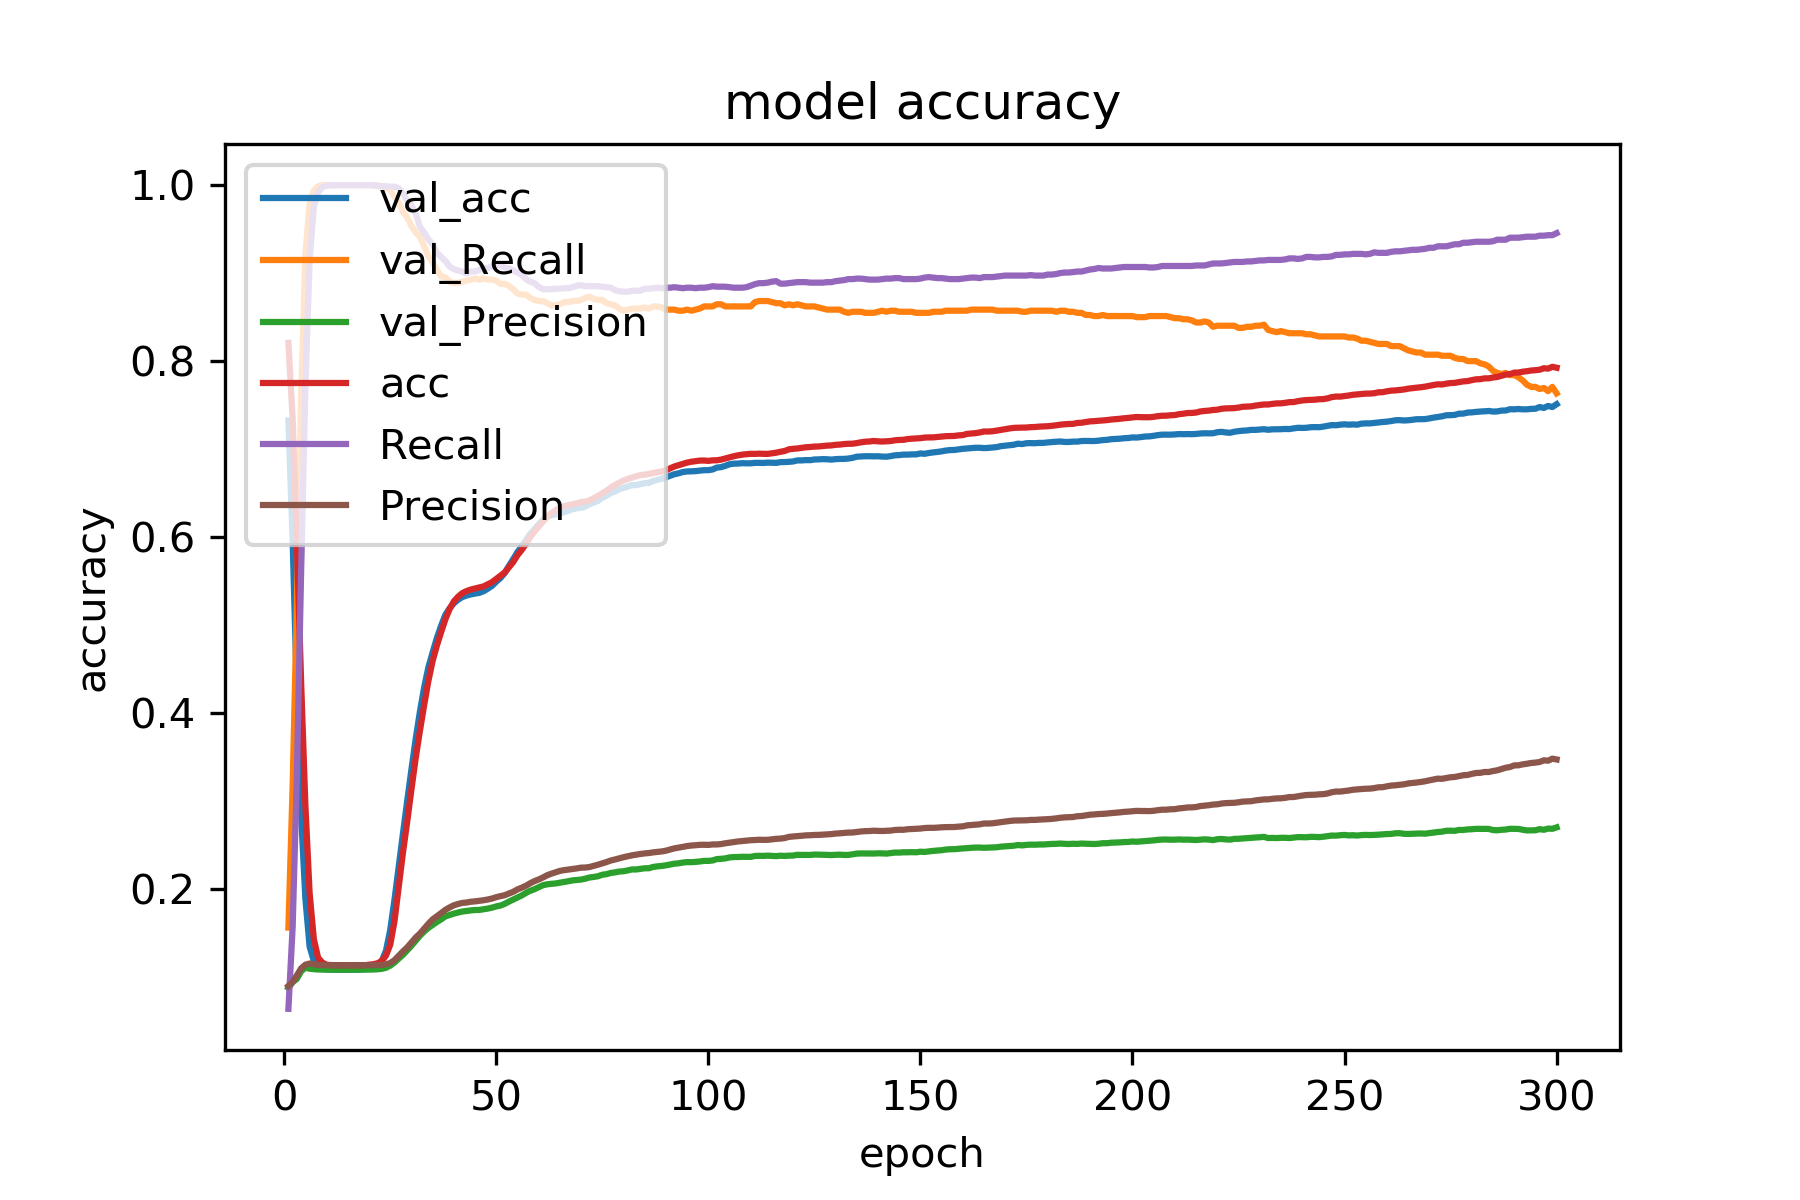 model accuracy
val_acc
val_Recall
val_Precision
acc
Recall
Precision
1.0
0.8
0.6
0.4
0.2
accuracy
0 50 100 150 200 250 300
epoch